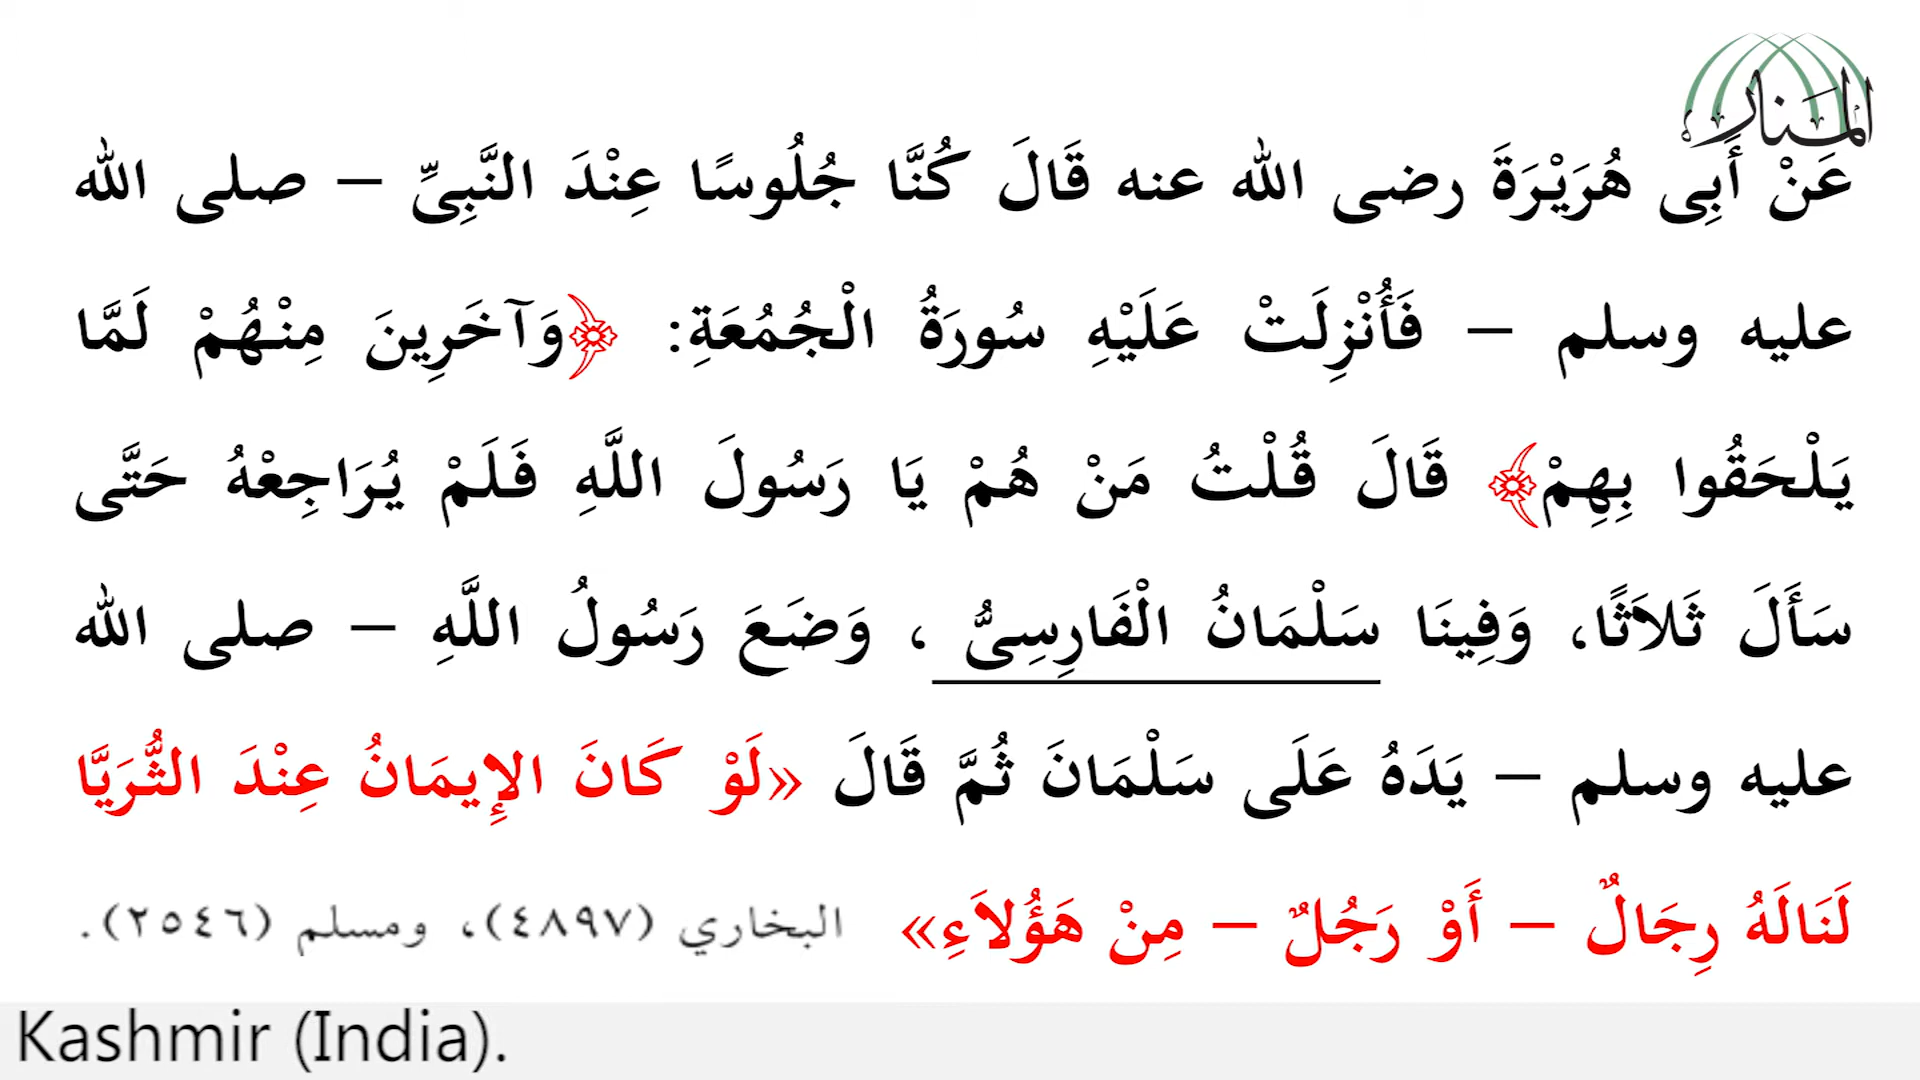 المنار
عَنْ أَبِى هُرَيْرَةَ رضى الله عنه قَالَ كُنَّا جُلُوسًا عِنْدَ النَّبِىِّ – صلى الله
عليه وسلم – فَأُنْزِلَتْ عَلَيْهِ سُورَةُ الْجُمُعَةِ: ﴿وَآخَرِينَ مِنْهُمْ لَمَّا
يَلْحَقُوا بِهِمْ﴾ قَالَ قُلْتُ مَنْ هُمْ يَا رَسُولَ اللَّهِ فَلَمْ يُرَاجِعْهُ حَتَّى
سَأَلَ ثَلاَثًا، وَفِينَا سَلْمَانُ الْفَارِسِىُّ ، وَضَعَ رَسُولُ اللَّهِ – صلى الله
عليه وسلم – يَدَهُ عَلَى سَلْمَانَ ثُمَّ قَالَ «لَوْ كَانَ الإِيمَانُ عِنْدَ الثُّرَيَّا
لَنَالَهُ رِجَالٌ – أَوْ رَجُلٌ – مِنْ هَؤُلاَءِ» البخاري (٤٨٩٧)، ومسلم (٢٥٤٦).
Kashmir (India).